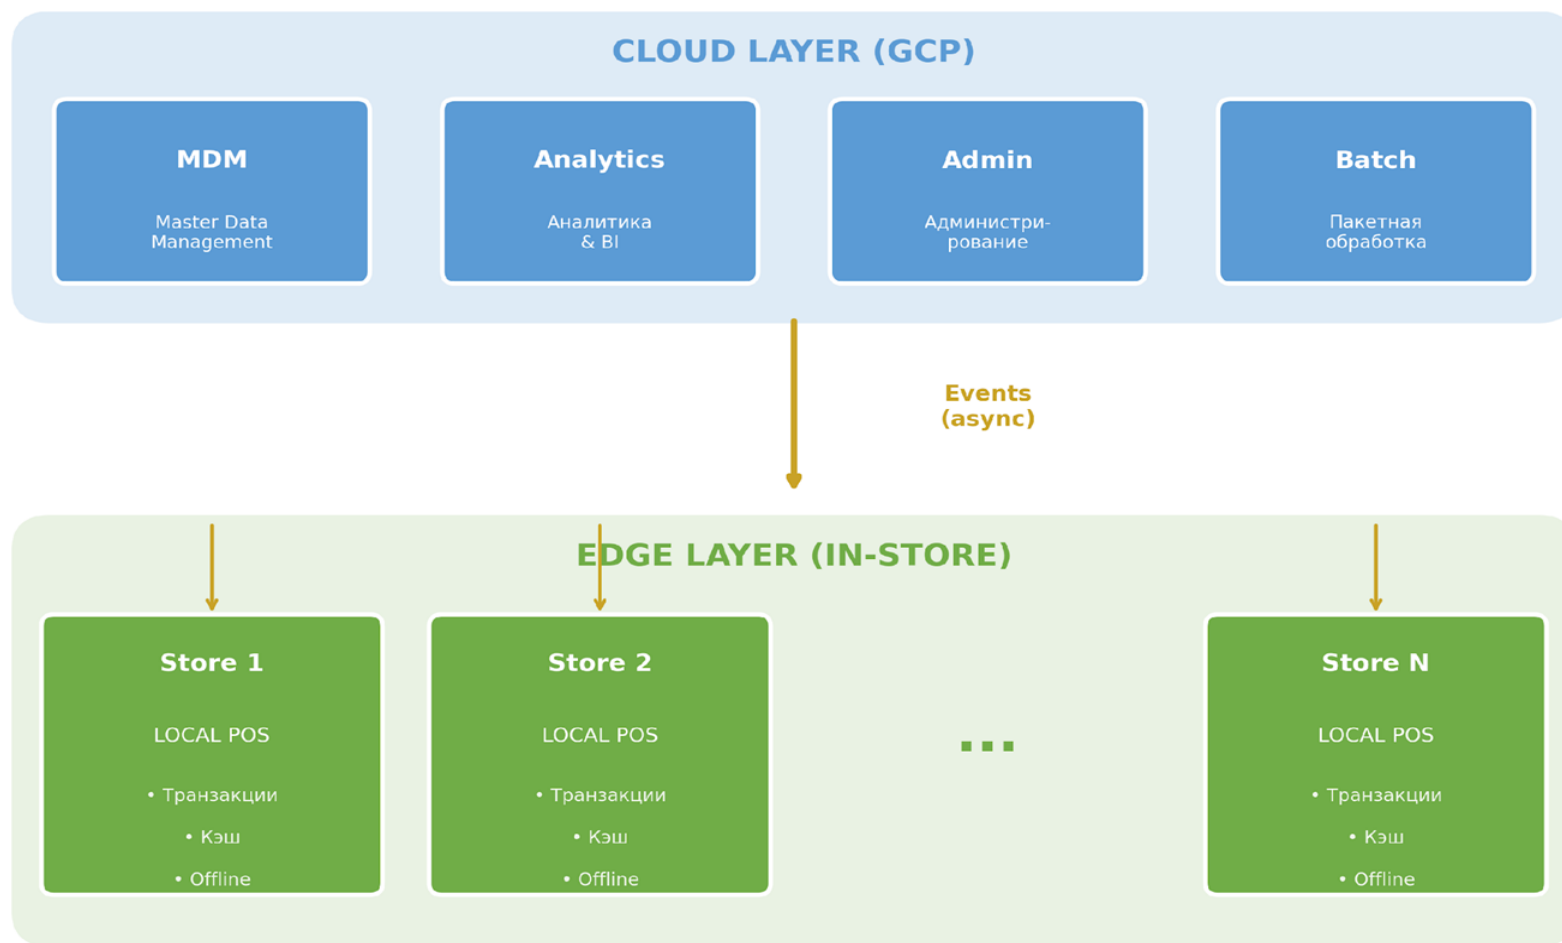 CLOUD LAYER (GCP)
MDM
Master Data
Management
Analytics
Аналитика
& BI
Admin
Администри-
рование
Batch
Пакетная
обработка
Events
(async)
EDGE LAYER (IN-STORE)
Store 1
LOCAL POS
• Транзакции
• Кэш
• Offline
Store 2
LOCAL POS
• Транзакции
• Кэш
• Offline
...
Store N
LOCAL POS
• Транзакции
• Кэш
• Offline